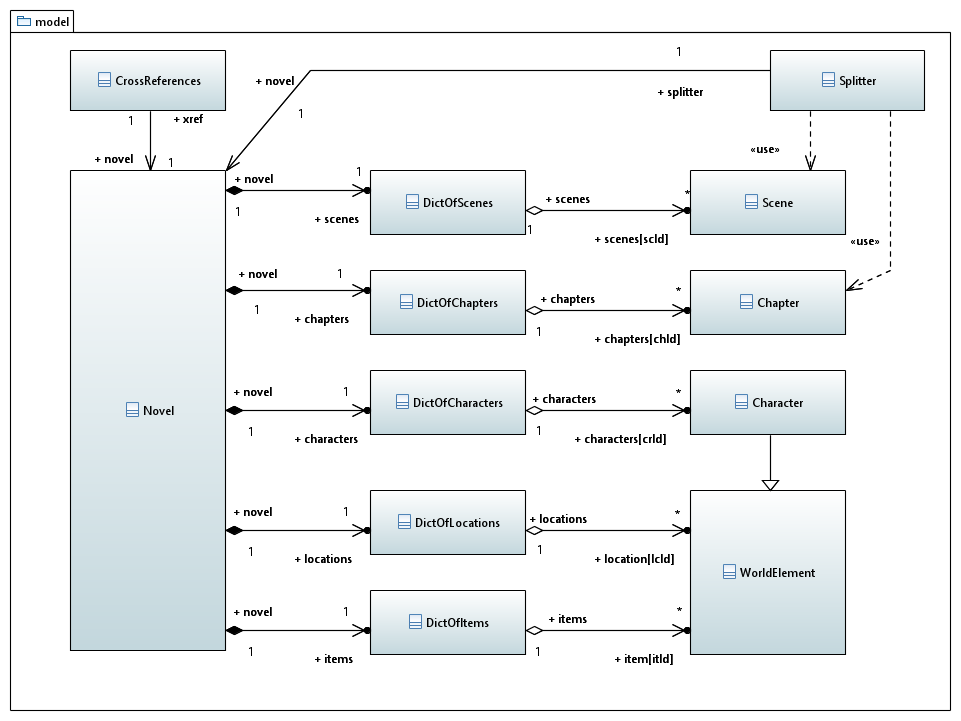 model
CrossReferences
1
+ novel
+ splitter
Splitter
1
+ xref
1
+ novel
1
«use»
«use»
Novel
+ novel
1
1
+ scenes
DictOfScenes
+ scenes
*
1
+ scenes[scId]
Scene
+ novel
1
1
+ chapters
DictOfChapters
+ chapters
*
1
+ chapters[chId]
Chapter
+ novel
1
1
+ characters
DictOfCharacters
+ characters
*
1
+ characters[crId]
Character
+ novel
1
1
+ locations
DictOfLocations
+ locations
*
1
+ location[lcId]
WorldElement
+ novel
1
1
+ items
DictOfItems
+ items
*
1
+ item[itId]